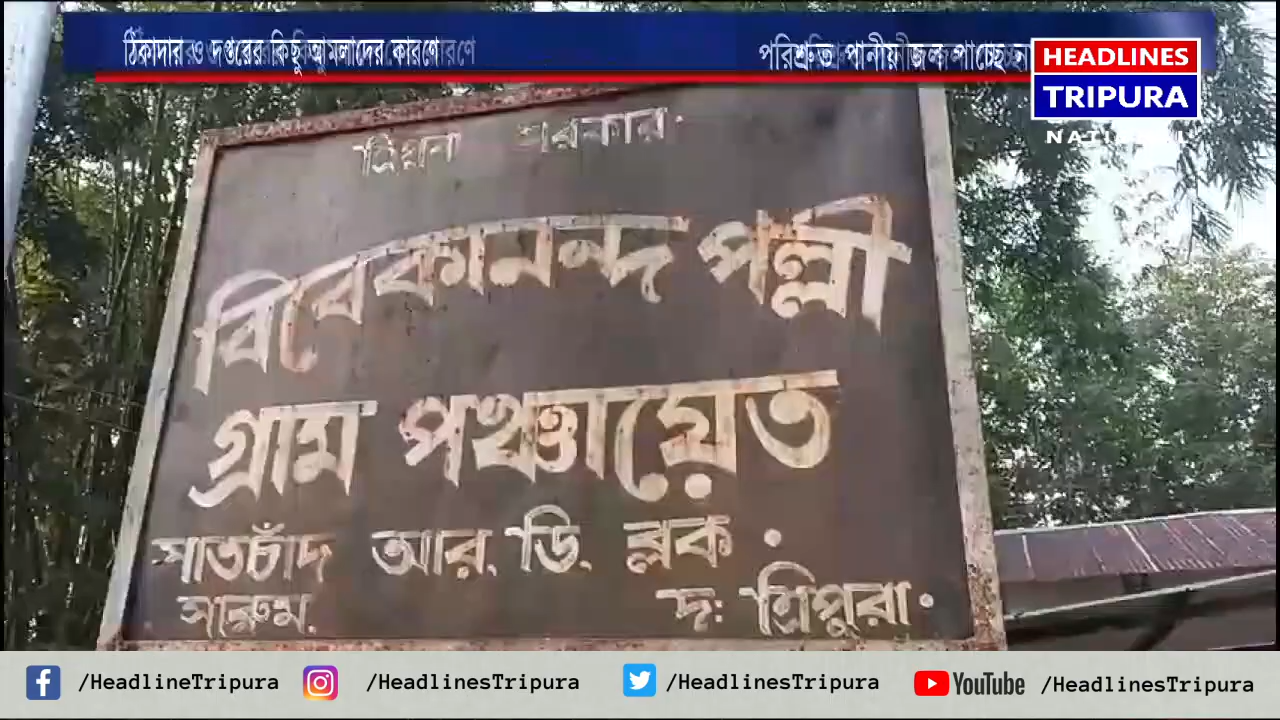 ঠিকাদার ও দপ্তরের কিছু আমলাদের কারণে
পরিশ্রুত পানীয় জল পাচ্ছে না
HEADLINES
TRIPURA
সরকার
বিবেকানন্দ পল্লী
গ্রাম পঞ্চায়েত
সাতচাঁদ আর. ডি. ব্লক.
সাব্রুম. দ: ত্রিপুরা.
/HeadlineTripura
/HeadlinesTripura
/HeadlinesTripura
YouTube /HeadlinesTripura